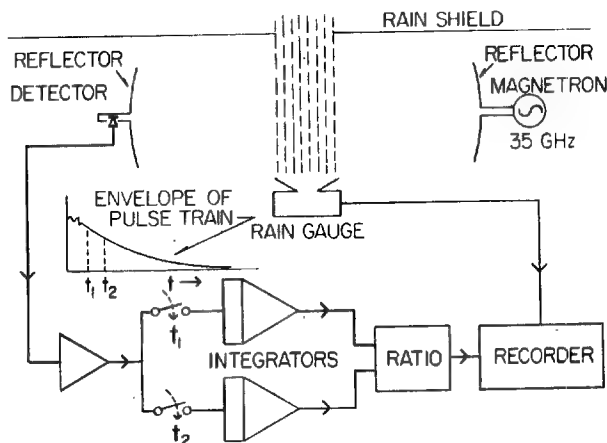 RAIN SHIELD
REFLECTOR
DETECTOR
REFLECTOR
MAGNETRON
35 GHz
ENVELOPE OF
PULSE TRAIN
RAIN GAUGE
t₁ t₂ t →
t₁
INTEGRATORS
t₂
RATIO
RECORDER